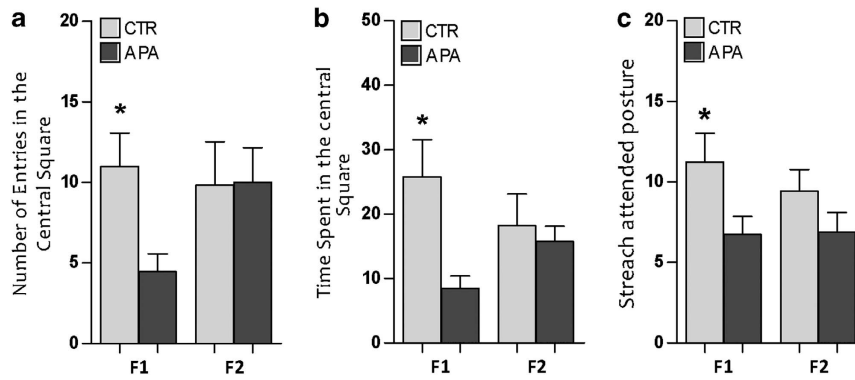 a
Number of Entries in the
Central Square
20
15
10
5
0
CTR
APA
*
F1 F2
b
Time Spent in the central
Square
50
40
30
20
10
0
CTR
APA
*
F1 F2
c
Streach attended posture
20
15
10
5
0
CTR
APA
*
F1 F2